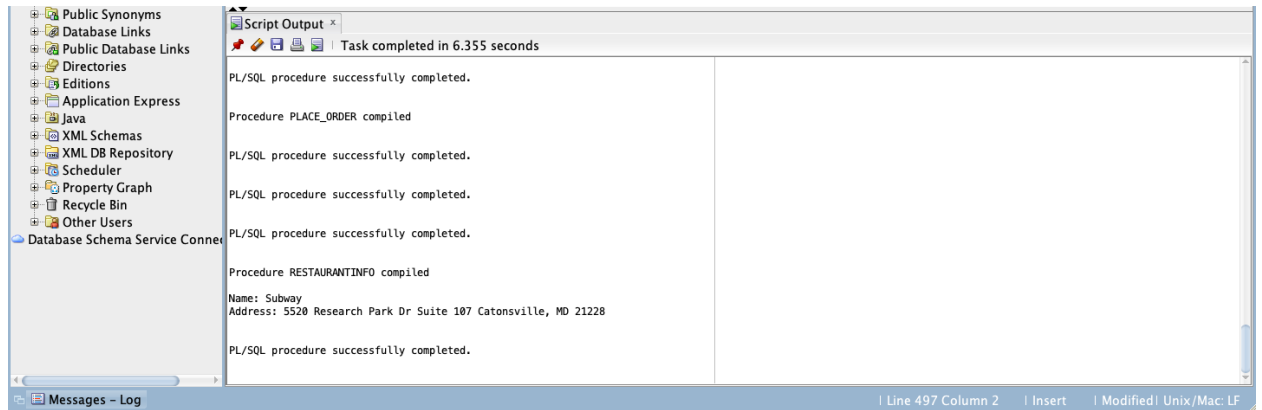 Public Synonyms
Database Links
Public Database Links
Directories
Editions
Application Express
Java
XML Schemas
XML DB Repository
Scheduler
Property Graph
Recycle Bin
Other Users
Database Schema Service Connec
Script Output ×
Task completed in 6.355 seconds
PL/SQL procedure successfully completed.
Procedure PLACE_ORDER compiled
PL/SQL procedure successfully completed.
PL/SQL procedure successfully completed.
PL/SQL procedure successfully completed.
Procedure RESTAURANTINFO compiled
Name: Subway
Address: 5520 Research Park Dr Suite 107 Catonsville, MD 21228
PL/SQL procedure successfully completed.
Messages – Log
| Line 497 Column 2 | Insert | Modified| Unix/Mac: LF